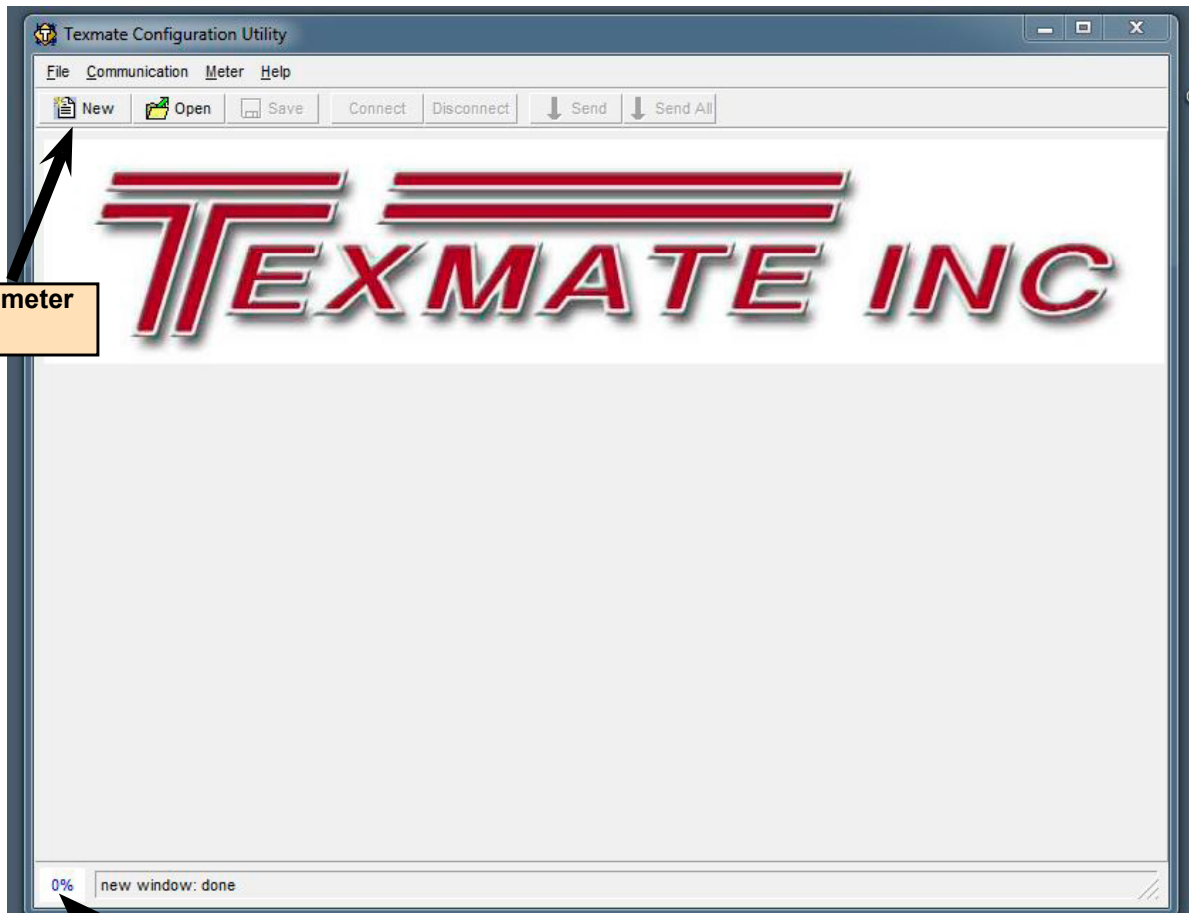 Texmate Configuration Utility
File Communication Meter Help
New Open Save Connect Disconnect Send Send All
TEXMATE INC
meter
0% new window: done